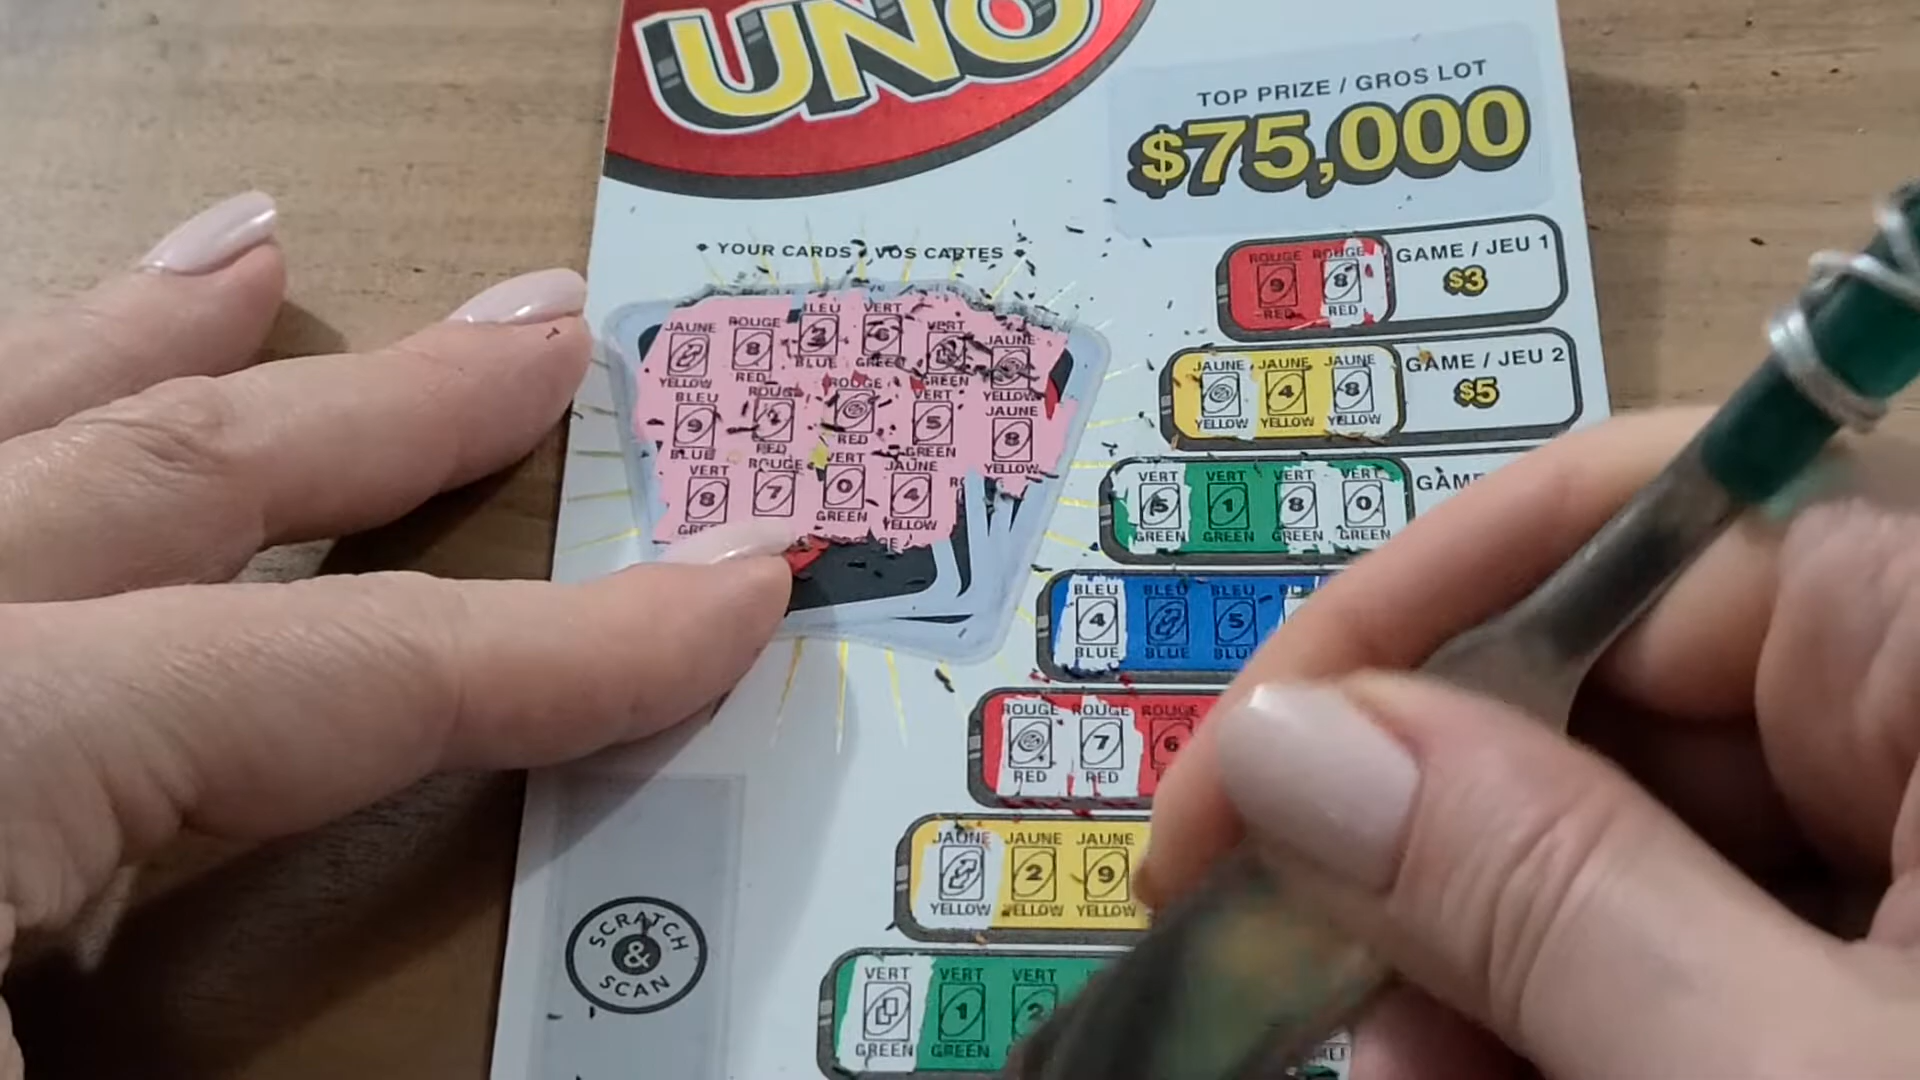 UNO
TOP PRIZE / GROS LOT
$75,000
YOUR CARDS / VOS CARTES
ROUGE ROUGE
9 8
RED RED
GAME / JEU 1
$3
JAUNE JAUNE JAUNE
4 8
YELLOW YELLOW YELLOW
GAME / JEU 2
$5
JAUNE ROUGE BLEU VERT VERT JAUNE
8 3 6
YELLOW RED BLUE GREEN GREEN YELLOW
BLEU ROUGE ROUGE VERT JAUNE
9 5 8
BLUE RED RED GREEN YELLOW
VERT ROUGE VERT JAUNE
8 7 0 4
GREEN YELLOW
VERT VERT VERT VERT
5 1 8 0
GREEN GREEN GREEN GREEN
BLEU BLEU BLEU
4 5
BLUE BLUE
ROUGE ROUGE ROUGE
7 6
RED RED
JAUNE JAUNE JAUNE
2 9
YELLOW YELLOW YELLOW
VERT VERT VERT
1 2
GREEN GREEN
SCRATCH
&
SCAN